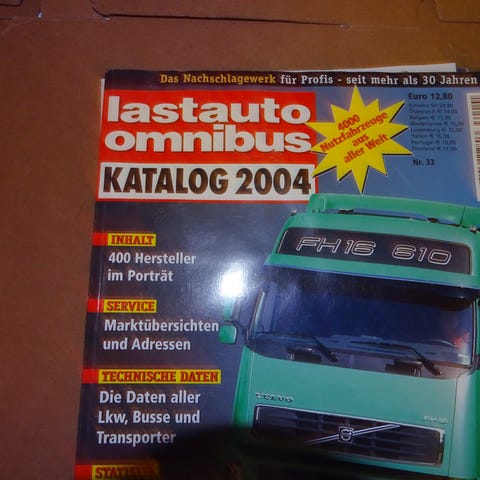 Das Nachschlagewerk für Profis - seit mehr als 30 Jahren
lastauto
omnibus
KATALOG 2004
4000
Nutzfahrzeuge
aus
aller Welt
Euro 12,80
Nr. 33
INHALT
400 Hersteller
im Porträt
SERVICE
Marktübersichten
und Adressen
TECHNISCHE DATEN
Die Daten aller
Lkw, Busse und
Transporter
FH16 610
VOLVO